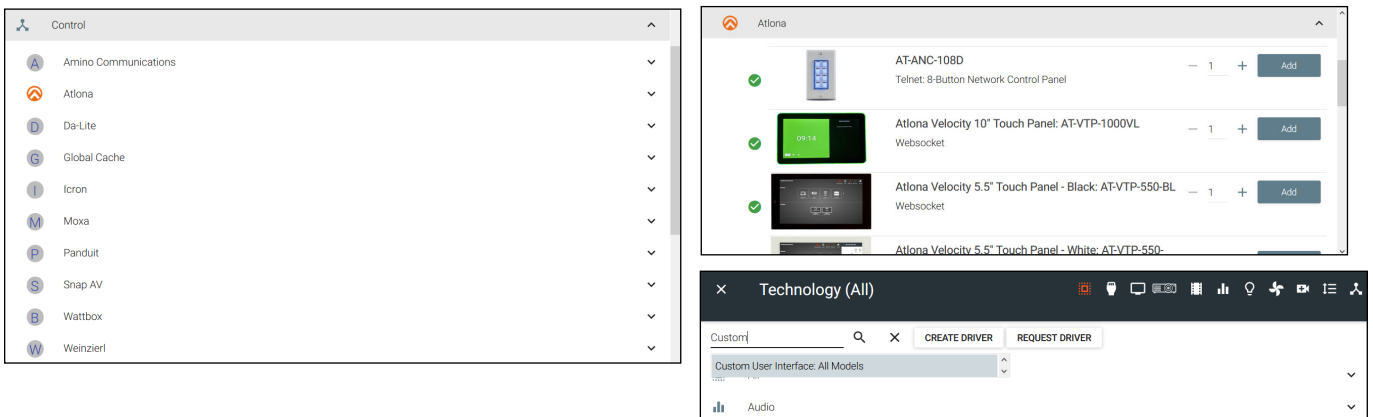 Control
A Amino Communications
Atlona
D Da-Lite
G Global Cache
I Icron
M Moxa
P Panduit
S Snap AV
B Wattbox
W Weinzierl
Atlona
AT-ANC-108D
Telnet: 8-Button Network Control Panel
1
Add
09:14
Atlona Velocity 10" Touch Panel: AT-VTP-1000VL
Websocket
1
Add
Atlona Velocity 5.5" Touch Panel - Black: AT-VTP-550-BL
Websocket
1
Add
Atlona Velocity 5.5" Touch Panel - White: AT-VTP-550-
Technology (All)
Custom
CREATE DRIVER REQUEST DRIVER
Custom User Interface: All Models
Audio